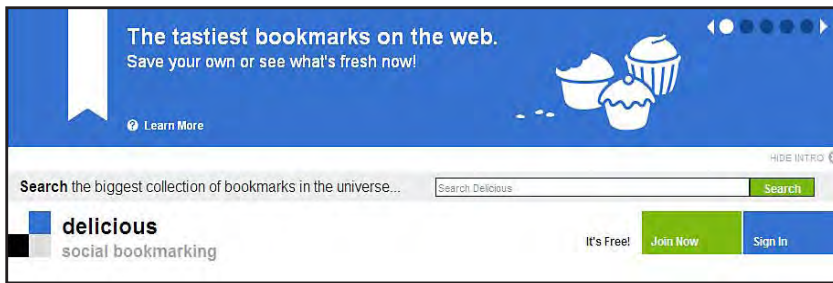 The tastiest bookmarks on the web.
Save your own or see what's fresh now!
Learn More
HIDE INTRO
Search the biggest collection of bookmarks in the universe...
Search Delicious
Search
delicious
social bookmarking
It's Free!
Join Now
Sign In